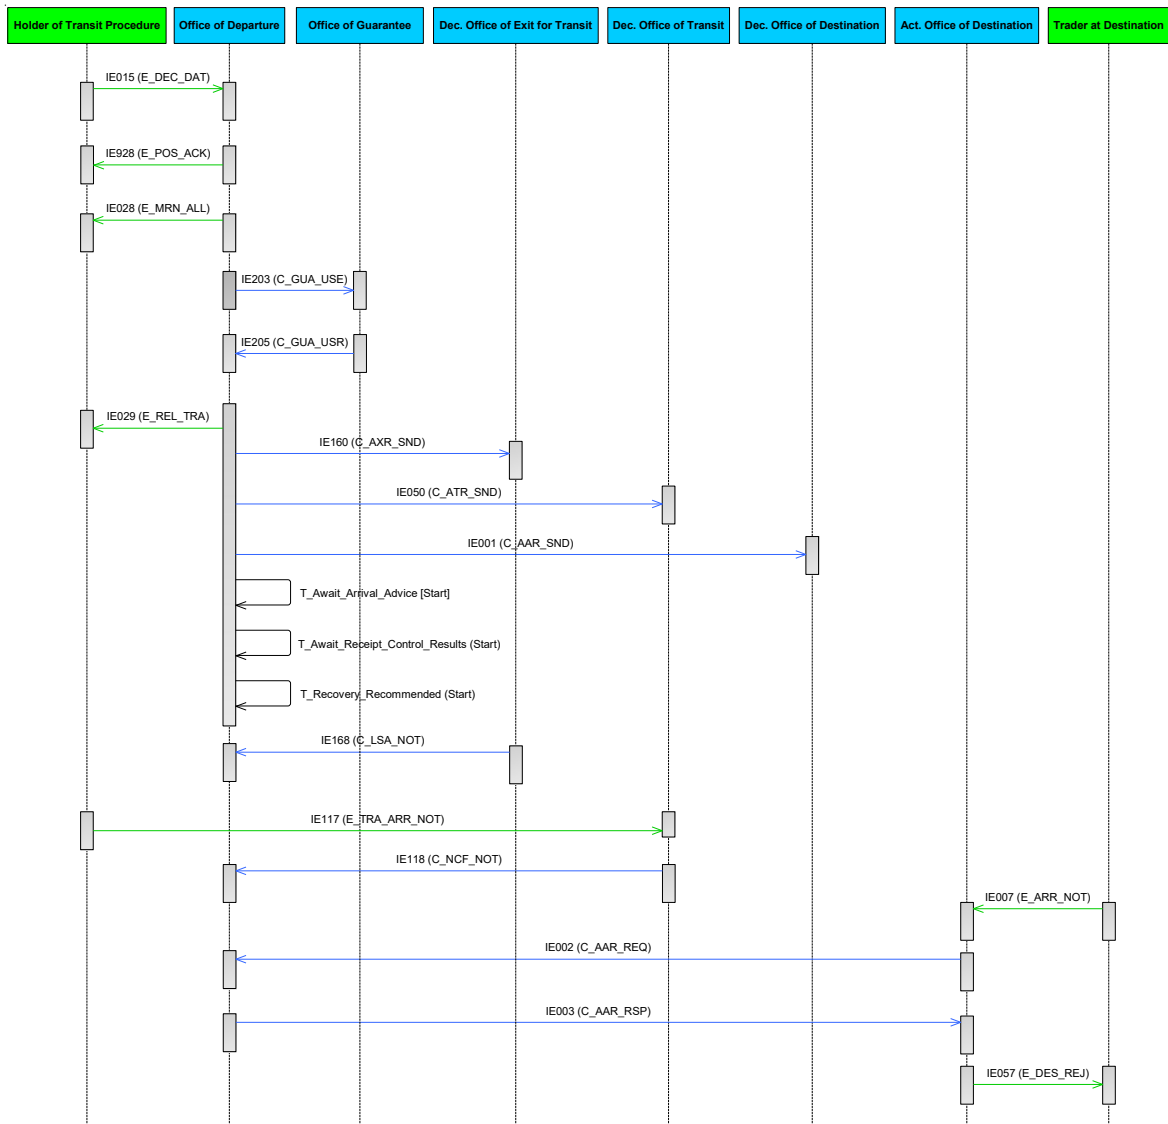 Holder of Transit Procedure
Office of Departure
Office of Guarantee
Dec. Office of Exit for Transit
Dec. Office of Transit
Dec. Office of Destination
Act. Office of Destination
Trader at Destination
IE015 (E_DEC_DAT)
IE928 (E_POS_ACK)
IE028 (E_MRN_ALL)
IE203 (C_GUA_USE)
IE205 (C_GUA_USR)
IE029 (E_REL_TRA)
IE160 (C_AXR_SND)
IE050 (C_ATR_SND)
IE001 (C_AAR_SND)
T_Await_Arrival_Advice [Start]
T_Await_Receipt_Control_Results (Start)
T_Recovery_Recommended (Start)
IE168 (C_LSA_NOT)
IE117 (E_TRA_ARR_NOT)
IE118 (C_NCF_NOT)
IE007 (E_ARR_NOT)
IE002 (C_AAR_REQ)
IE003 (C_AAR_RSP)
IE057 (E_DES_REJ)